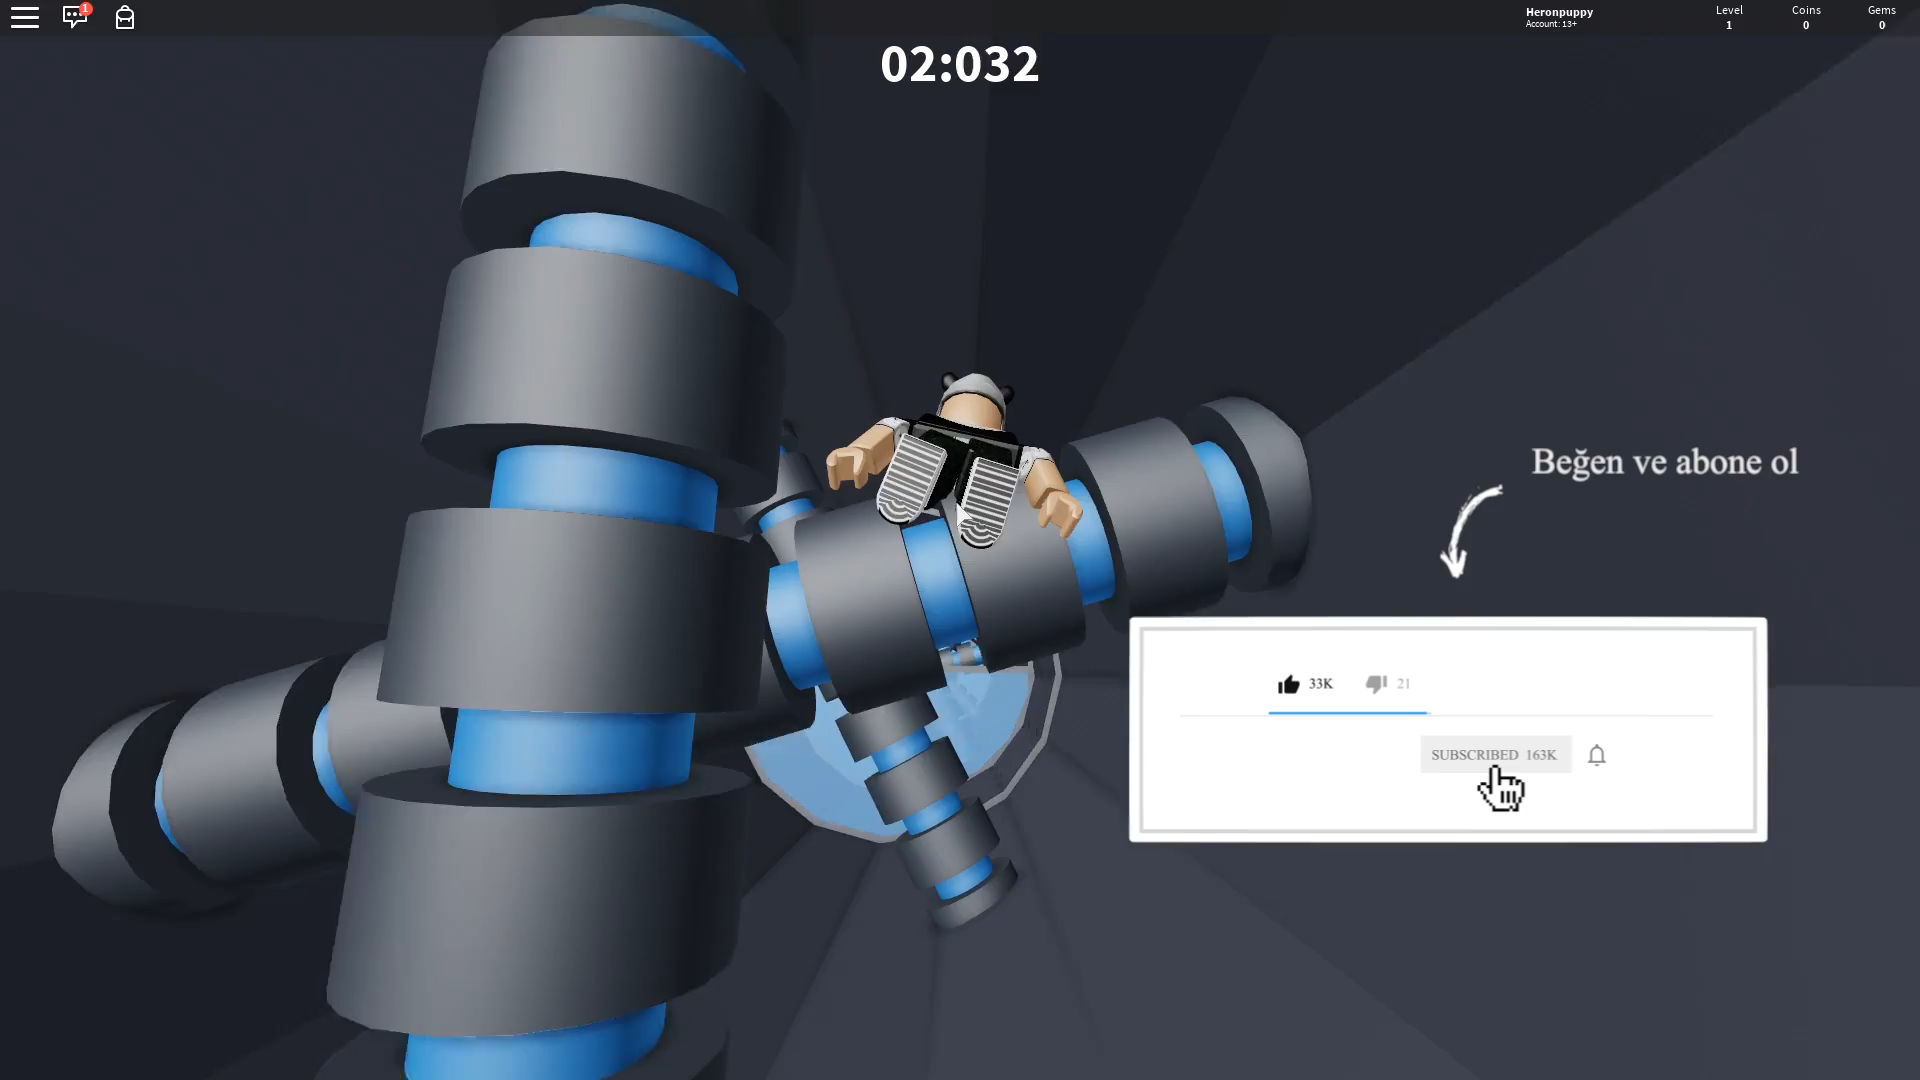 1
Heronpuppy
Account: 13+
Level
1
Coins
0
Gems
0
02:032
Beğen ve abone ol
33K
21
SUBSCRIBED 163K